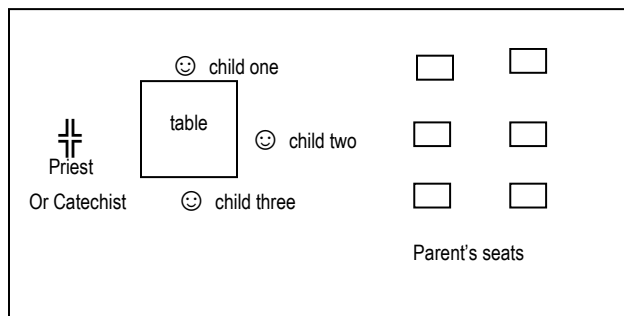 child one
table
child two
Priest
Or Catechist
child three
Parent's seats